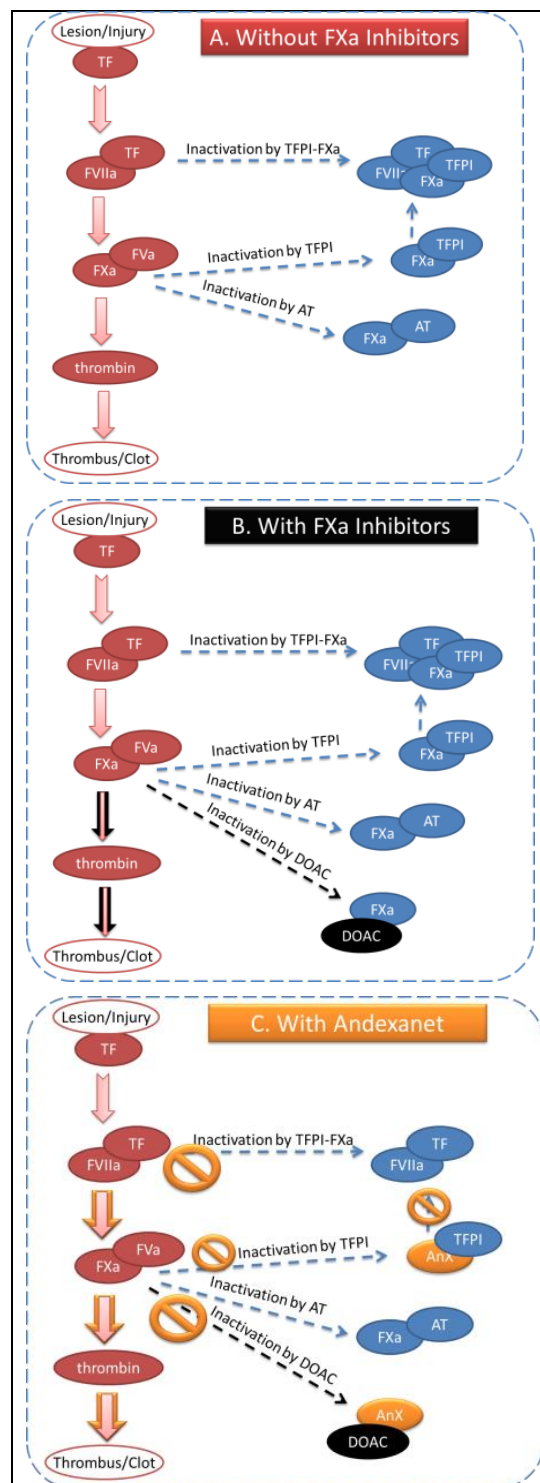 Lesion/Injury
A. Without FXa Inhibitors
TF
TF
FVIIa
Inactivation by TFPI-FXa
TF
FVIIa
TFPI
FXa
FVa
FXa
Inactivation by TFPI
TFPI
FXa
Inactivation by AT
AT
FXa
thrombin
Thrombus/Clot
Lesion/Injury
B. With FXa Inhibitors
TF
TF
FVIIa
Inactivation by TFPI-FXa
TF
FVIIa
TFPI
FXa
FVa
FXa
Inactivation by TFPI
TFPI
FXa
Inactivation by AT
AT
FXa
Inactivation by DOAC
thrombin
FXa
DOAC
Thrombus/Clot
Lesion/Injury
C. With Andexanet
TF
TF
FVIIa
Inactivation by TFPI-FXa
TF
FVIIa
FVa
FXa
Inactivation by TFPI
TFPI
AnX
Inactivation by AT
AT
FXa
Inactivation by DOAC
thrombin
AnX
DOAC
Thrombus/Clot